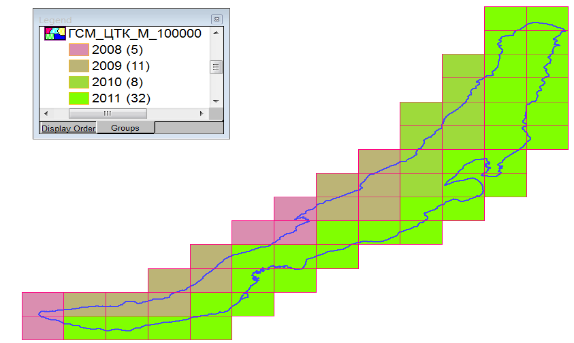 Legend
ГСМ_ЦТК_М_100000
2008 (5)
2009 (11)
2010 (8)
2011 (32)
Display Order Groups